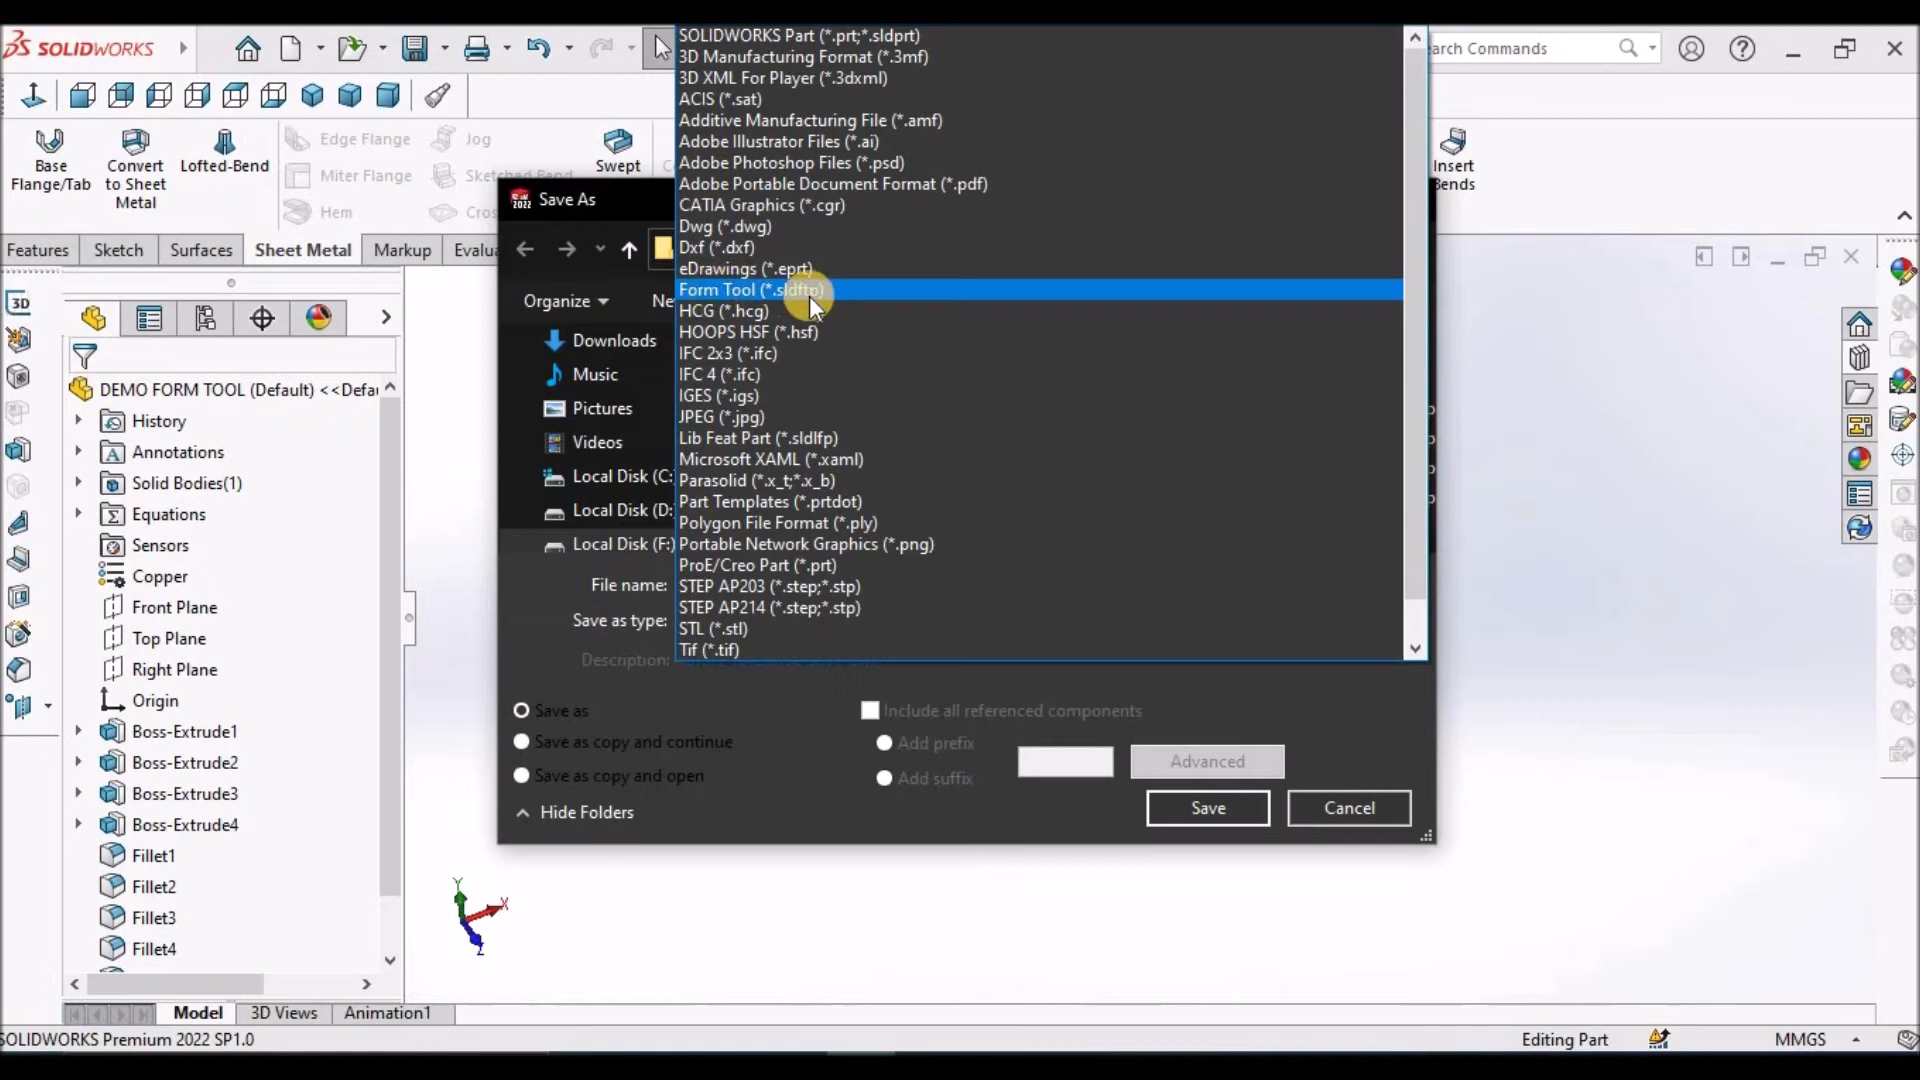 SOLIDWORKS
SOLIDWORKS Part (*.prt;*.sldprt)
3D Manufacturing Format (*.3mf)
3D XML For Player (*.3dxml)
ACIS (*.sat)
Additive Manufacturing File (*.amf)
Adobe Illustrator Files (*.ai)
Adobe Photoshop Files (*.psd)
Adobe Portable Document Format (*.pdf)
CATIA Graphics (*.cgr)
Dwg (*.dwg)
Dxf (*.dxf)
eDrawings (*.eprt)
Form Tool (*.sldftp)
HCG (*.hcg)
HOOPS HSF (*.hsf)
IFC 2x3 (*.ifc)
IFC 4 (*.ifc)
IGES (*.igs)
JPEG (*.jpg)
Lib Feat Part (*.sldlfp)
Microsoft XAML (*.xaml)
Parasolid (*.x_t;*.x_b)
Part Templates (*.prtdot)
Polygon File Format (*.ply)
Portable Network Graphics (*.png)
ProE/Creo Part (*.prt)
STEP AP203 (*.step;*.stp)
STEP AP214 (*.step;*.stp)
STL (*.stl)
Tif (*.tif)
earch Commands
Base
Flange/Tab
Convert
to Sheet
Metal
Lofted-Bend
Edge Flange
Miter Flange
Hem
Jog
Sketched Bend
Cros
Swept
Insert
Bends
Features
Sketch
Surfaces
Sheet Metal
Markup
Evalua
3D
DEMO FORM TOOL (Default) <<Defau
History
Annotations
Solid Bodies(1)
Equations
Sensors
Copper
Front Plane
Top Plane
Right Plane
Origin
Boss-Extrude1
Boss-Extrude2
Boss-Extrude3
Boss-Extrude4
Fillet1
Fillet2
Fillet3
Fillet4
Save As
Organize
Ne
Downloads
Music
Pictures
Videos
Local Disk (C:
Local Disk (D:
Local Disk (F:)
File name:
Save as type:
Description:
Save as
Save as copy and continue
Save as copy and open
Include all referenced components
Add prefix
Add suffix
Advanced
Hide Folders
Save
Cancel
Y
X
Z
Model
3D Views
Animation1
SOLIDWORKS Premium 2022 SP1.0
Editing Part
MMGS